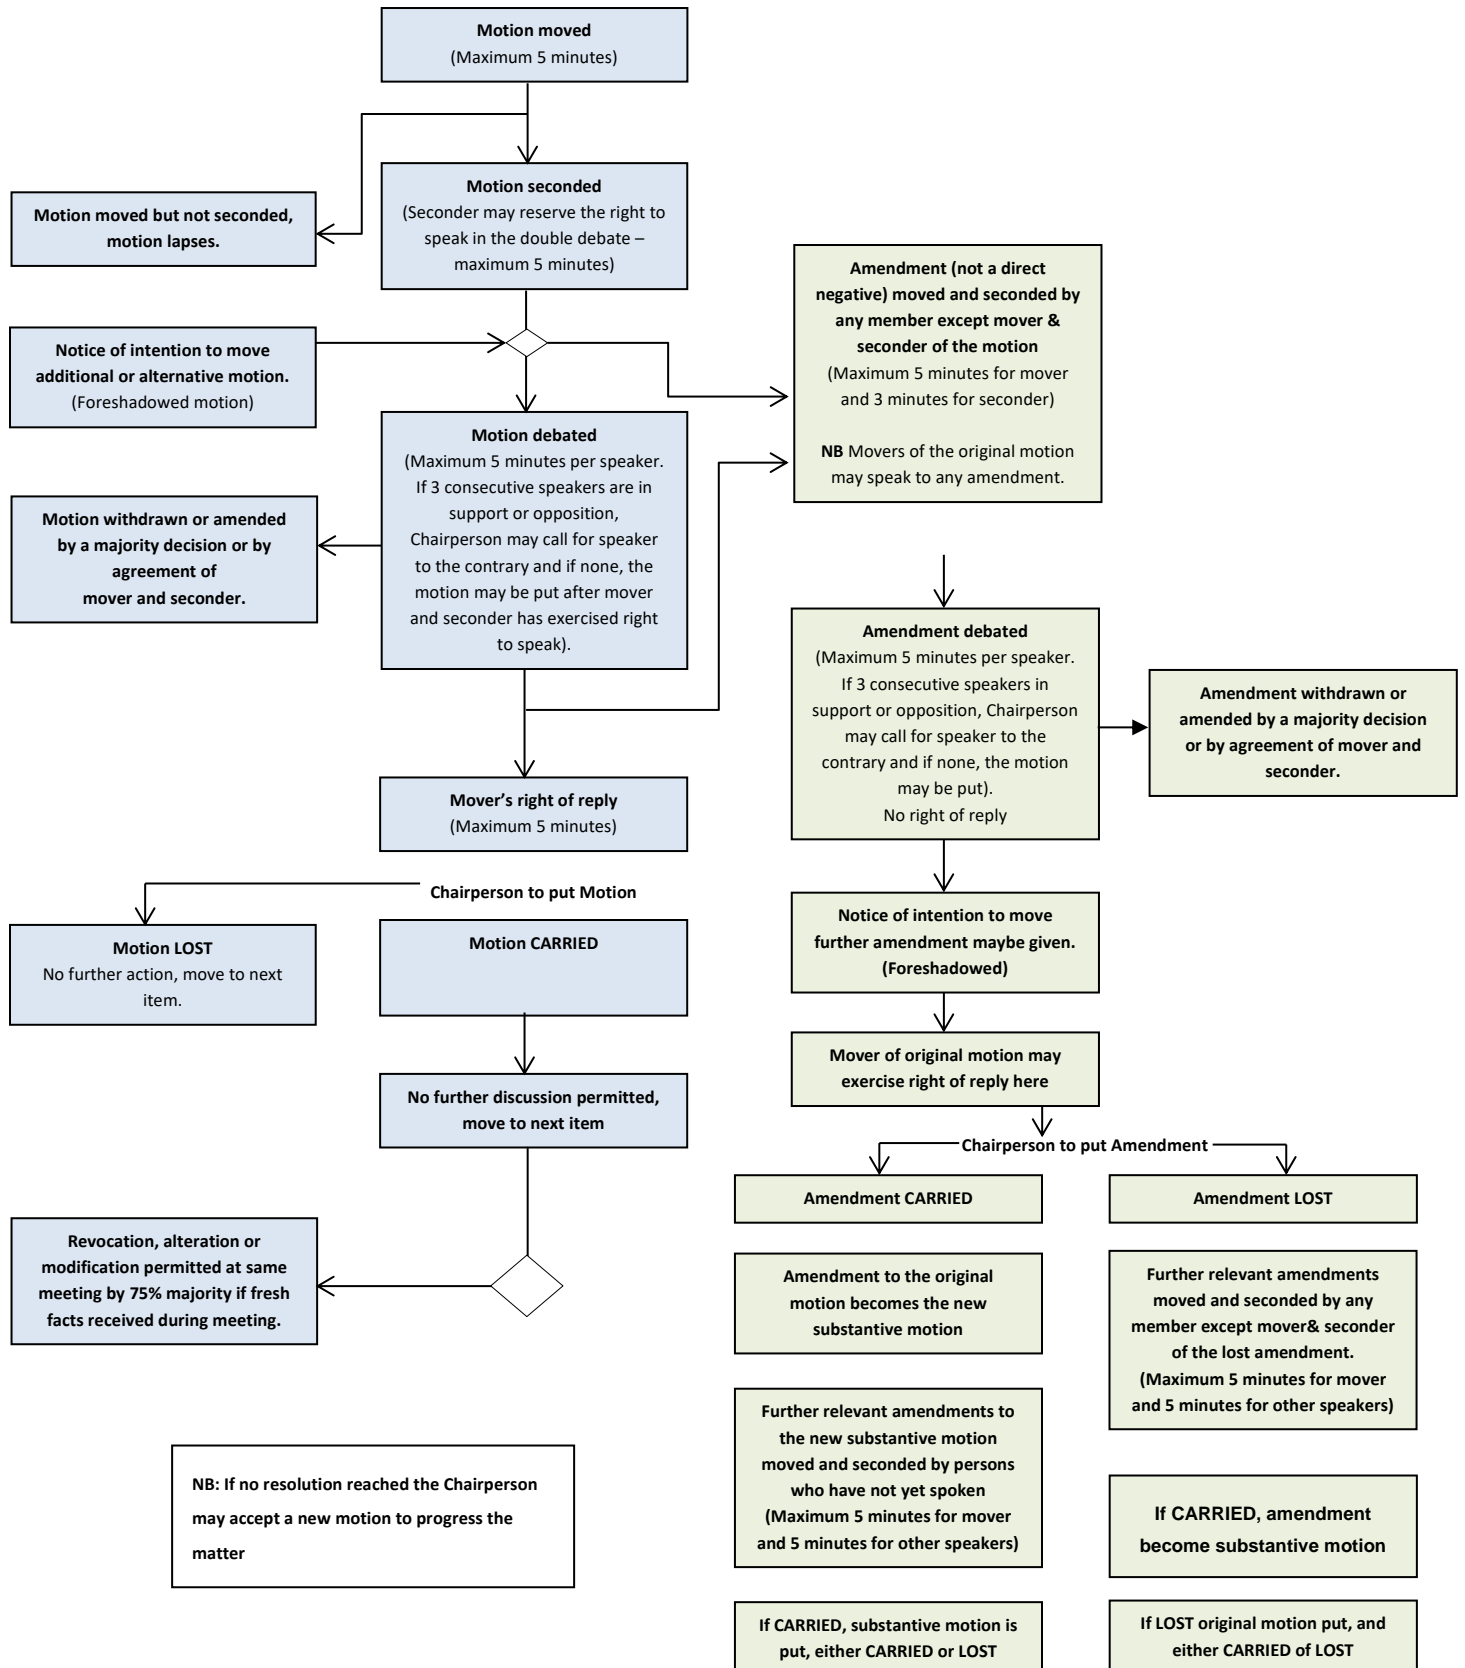 Motion moved
(Maximum 5 minutes)
Motion seconded
(Seconder may reserve the right to
speak in the double debate –
maximum 5 minutes)
Motion moved but not seconded,
motion lapses.
Notice of intention to move
additional or alternative motion.
(Foreshadowed motion)
Motion debated
(Maximum 5 minutes per speaker.
If 3 consecutive speakers are in
support or opposition,
Chairperson may call for speaker
to the contrary and if none, the
motion may be put after mover
and seconder has exercised right
to speak).
Motion withdrawn or amended
by a majority decision or by
agreement of
mover and seconder.
Mover’s right of reply
(Maximum 5 minutes)
Chairperson to put Motion
Motion LOST
No further action, move to next
item.
Motion CARRIED
No further discussion permitted,
move to next item
Revocation, alteration or
modification permitted at same
meeting by 75% majority if fresh
facts received during meeting.
NB: If no resolution reached the Chairperson
may accept a new motion to progress the
matter
Amendment (not a direct
negative) moved and seconded by
any member except mover &
seconder of the motion
(Maximum 5 minutes for mover
and 3 minutes for seconder)
NB Movers of the original motion
may speak to any amendment.
Amendment debated
(Maximum 5 minutes per speaker.
If 3 consecutive speakers in
support or opposition, Chairperson
may call for speaker to the
contrary and if none, the motion
may be put).
No right of reply
Amendment withdrawn or
amended by a majority decision
or by agreement of mover and
seconder.
Notice of intention to move
further amendment maybe given.
(Foreshadowed)
Mover of original motion may
exercise right of reply here
Chairperson to put Amendment
Amendment CARRIED
Amendment to the original
motion becomes the new
substantive motion
Further relevant amendments to
the new substantive motion
moved and seconded by persons
who have not yet spoken
(Maximum 5 minutes for mover
and 5 minutes for other speakers)
If CARRIED, substantive motion is
put, either CARRIED or LOST
Amendment LOST
Further relevant amendments
moved and seconded by any
member except mover& seconder
of the lost amendment.
(Maximum 5 minutes for mover
and 5 minutes for other speakers)
If CARRIED, amendment
become substantive motion
If LOST original motion put, and
either CARRIED of LOST